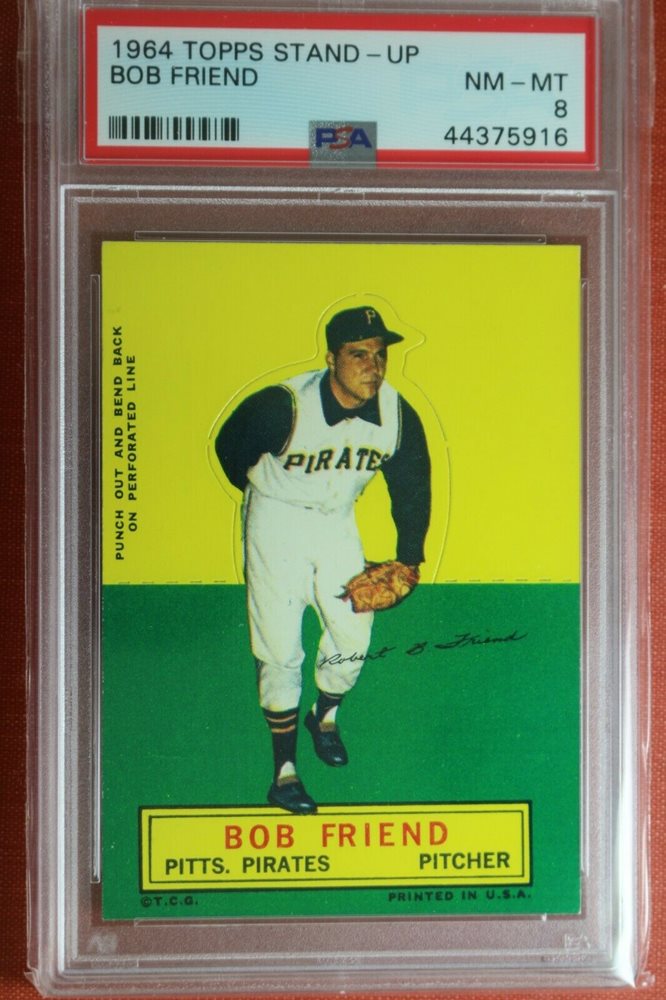 1964 TOPPS STAND-UP
BOB FRIEND
NM-MT
8
PSA
44375916
PUNCH OUT AND BEND BACK
ON PERFORATED LINE
P
PIRATES
Robert B Friend
BOB FRIEND
PITTS. PIRATES PITCHER
©T.C.G. PRINTED IN U.S.A.